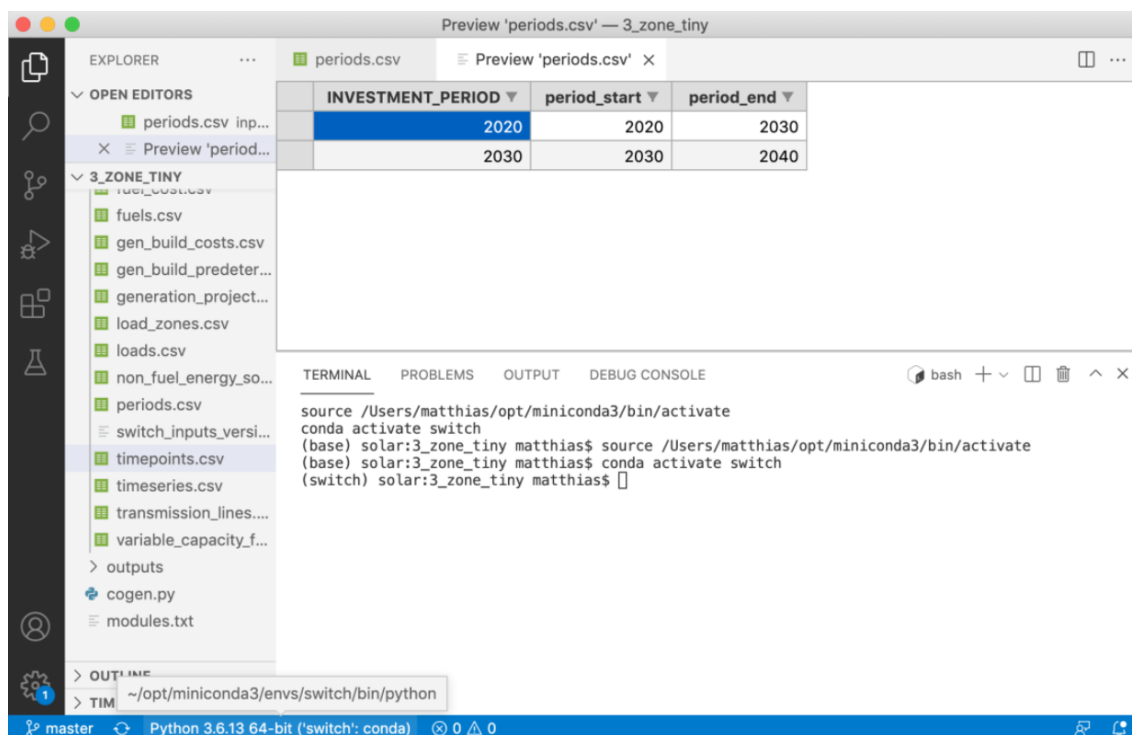 Preview 'periods.csv' — 3_zone_tiny
EXPLORER
periods.csv
Preview 'periods.csv'
OPEN EDITORS
periods.csv inp...
Preview 'period...
3_ZONE_TINY
fuel_cost.csv
fuels.csv
gen_build_costs.csv
gen_build_predeter...
generation_project...
load_zones.csv
loads.csv
non_fuel_energy_so...
periods.csv
switch_inputs_versi...
timepoints.csv
timeseries.csv
transmission_lines....
variable_capacity_f...
outputs
cogen.py
modules.txt
OUTLINE
TIM
INVESTMENT_PERIOD period_start period_end
2020 2020 2030
2030 2030 2040
TERMINAL PROBLEMS OUTPUT DEBUG CONSOLE bash
source /Users/matthias/opt/miniconda3/bin/activate
conda activate switch
(base) solar:3_zone_tiny matthias$ source /Users/matthias/opt/miniconda3/bin/activate
(base) solar:3_zone_tiny matthias$ conda activate switch
(switch) solar:3_zone_tiny matthias$
1
~/opt/miniconda3/envs/switch/bin/python
master Python 3.6.13 64-bit ('switch': conda) 0 0